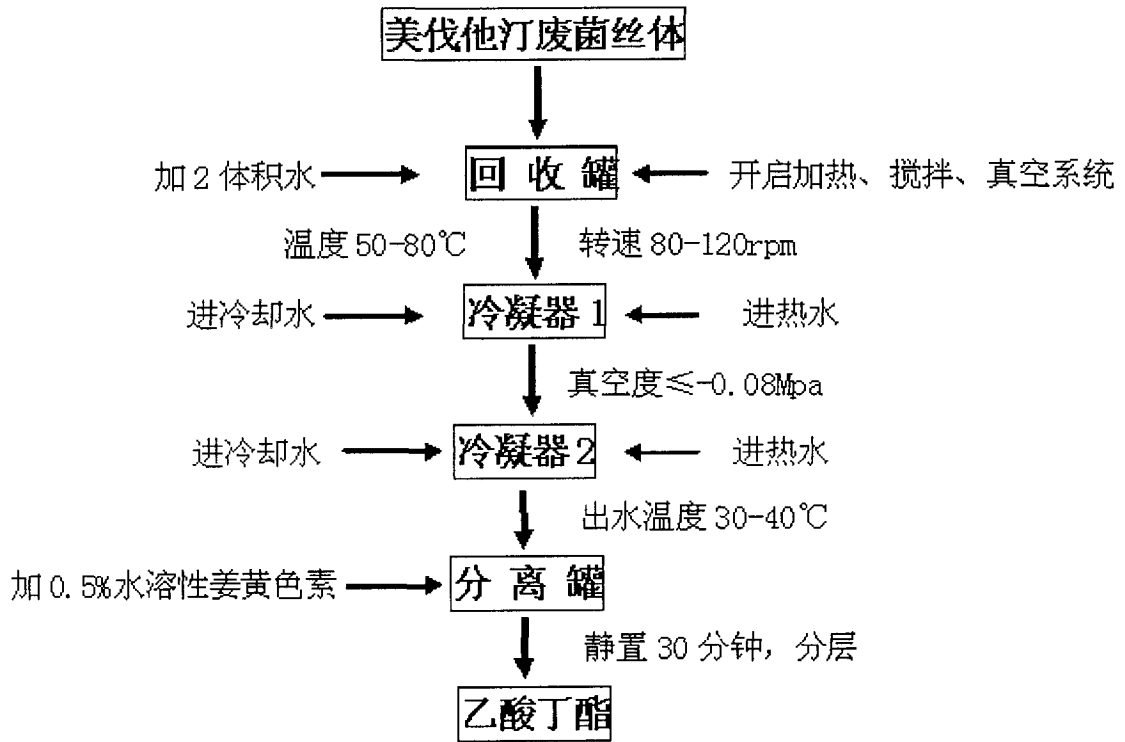 美伐他汀废菌丝体
加2体积水
回收罐
开启加热、搅拌、真空系统
温度50-80℃
转速80-120rpm
进冷却水
冷凝器1
进热水
真空度≤-0.08Mpa
进冷却水
冷凝器2
进热水
出水温度30-40℃
加0.5%水溶性姜黄色素
分离罐
静置30分钟，分层
乙酸丁酯